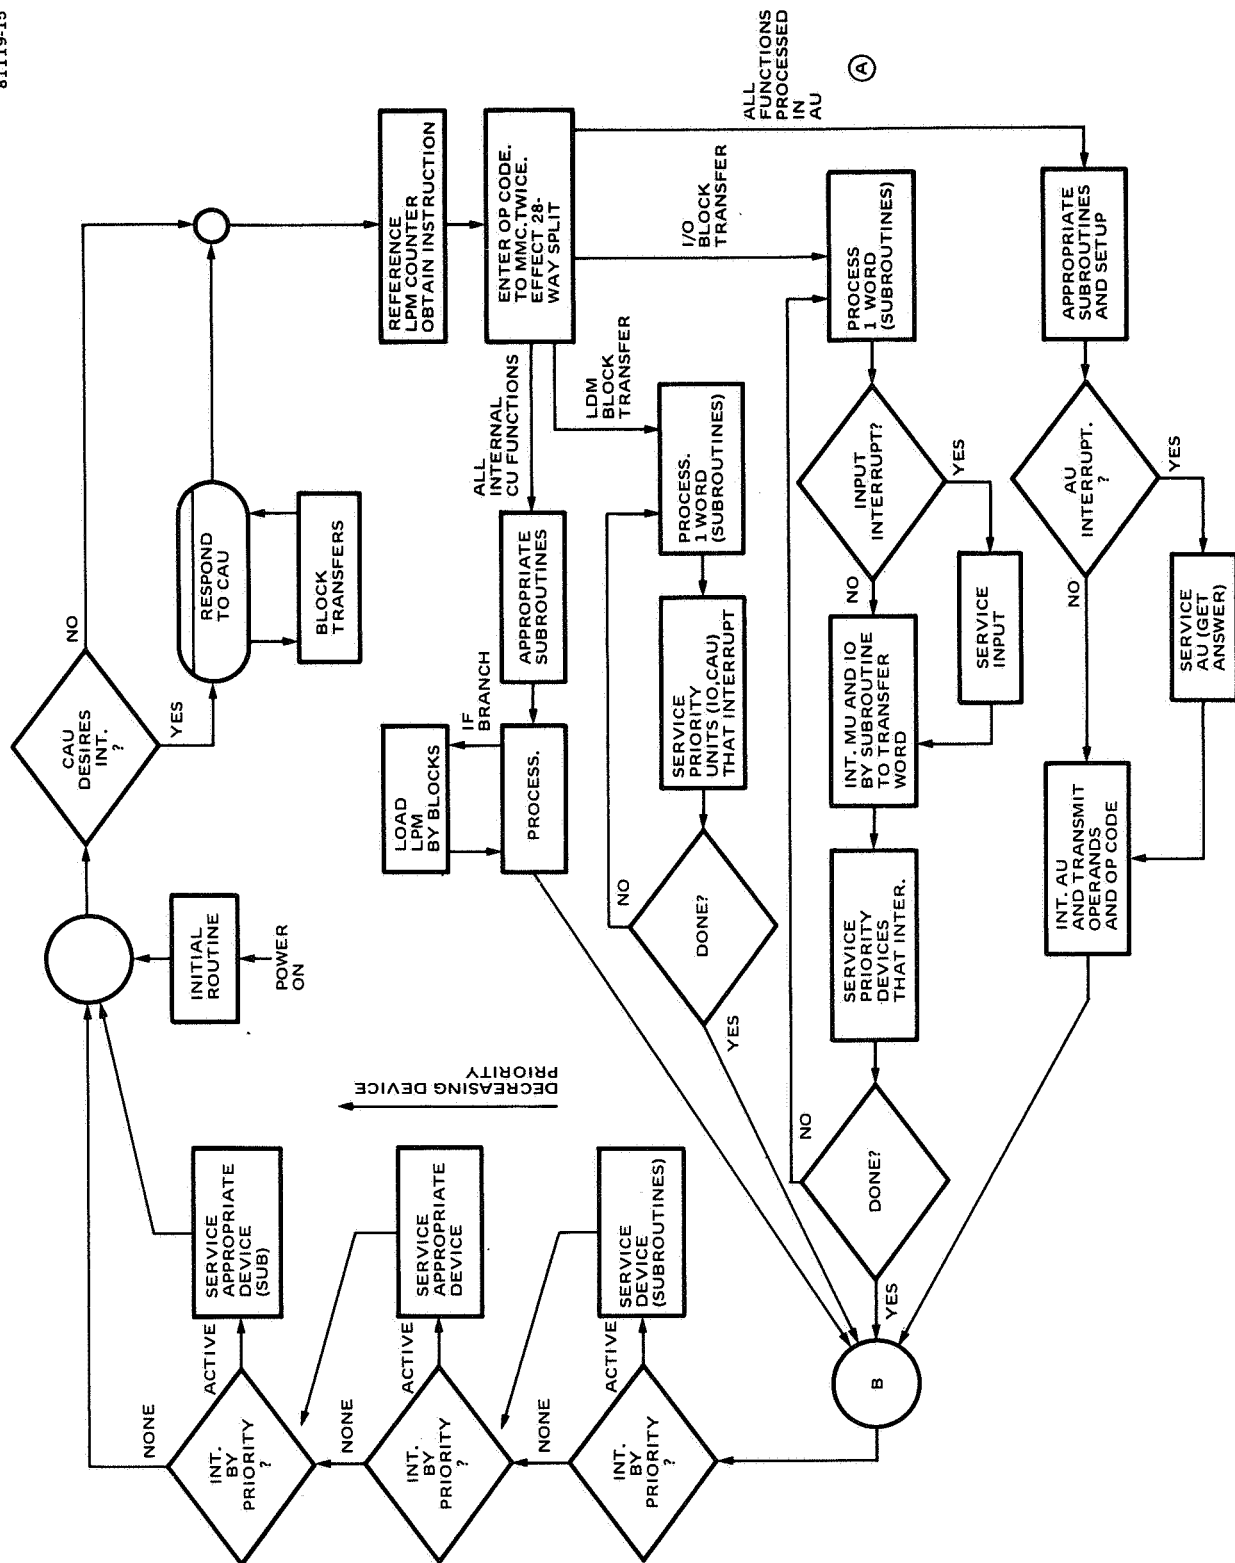 81119-15
POWER
ON
INITIAL
ROUTINE
CAU
DESIRES
INT.
?
NO
YES
RESPOND
TO CAU
BLOCK
TRANSFERS
REFERENCE
LPM COUNTER
OBTAIN INSTRUCTION
ENTER OP CODE.
TO MMC.TWICE.
EFFECT 28-
WAY SPLIT
ALL
INTERNAL
CU FUNCTIONS
LDM
BLOCK
TRANSFER
I/O
BLOCK
TRANSFER
ALL
FUNCTIONS
PROCESSED
IN
AU
A
APPROPRIATE
SUBROUTINES
IF
BRANCH
LOAD
LPM
BY BLOCKS
PROCESS.
PROCESS.
1 WORD
(SUBROUTINES)
SERVICE
PRIORITY
UNITS (IO,CAU)
THAT INTERRUPT
DONE?
NO
YES
PROCESS
1 WORD
(SUBROUTINES)
INPUT
INTERRUPT?
YES
NO
SERVICE
INPUT
INT. MU AND IO
BY SUBROUTINE
TO TRANSFER
WORD
SERVICE
PRIORITY
DEVICES
THAT INTER.
DONE?
NO
YES
APPROPRIATE
SUBROUTINES
AND SETUP
AU
INTERRUPT.
?
YES
NO
SERVICE
AU (GET
ANSWER)
INT. AU
AND TRANSMIT
OPERANDS
AND OP CODE
B
INT.
BY
PRIORITY
?
ACTIVE
SERVICE
DEVICE
(SUBROUTINES)
NONE
INT.
BY
PRIORITY
?
ACTIVE
SERVICE
APPROPRIATE
DEVICE
NONE
INT.
BY
PRIORITY
?
ACTIVE
SERVICE
APPROPRIATE
DEVICE
(SUB)
NONE
DECREASING DEVICE
PRIORITY